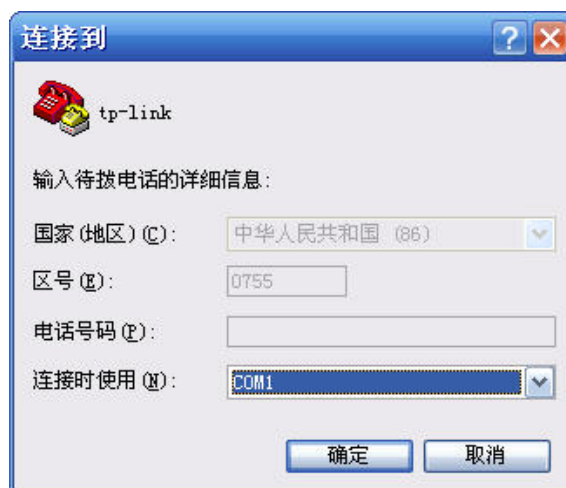 连接到
tp-link
输入待拨电话的详细信息:
国家(地区)(C): 中华人民共和国 (86)
区号(E): 0755
电话号码(P):
连接时使用(N): COM1
确定 取消